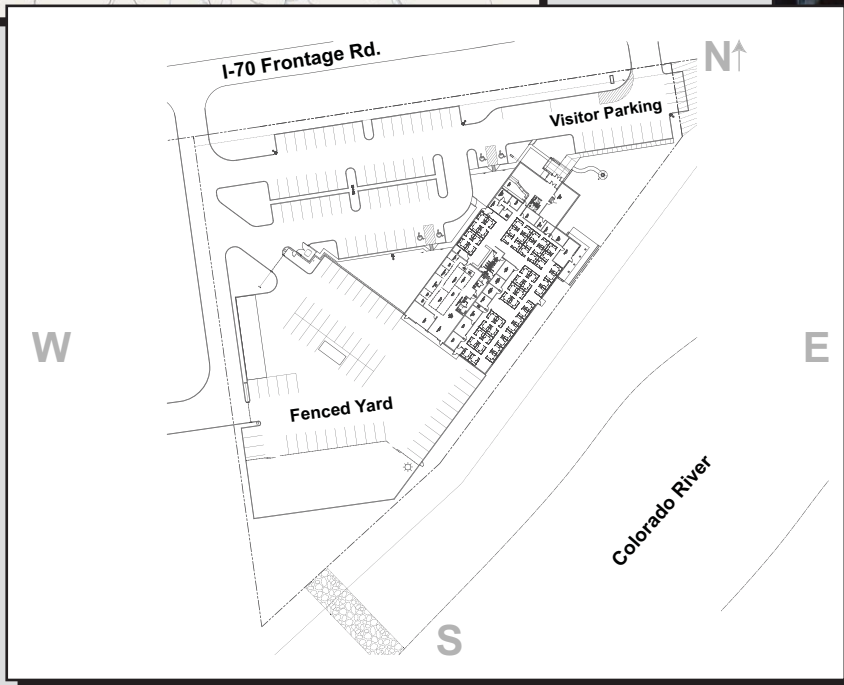 I-70 Frontage Rd.
N↑
Visitor Parking
W
E
Fenced Yard
Colorado River
S